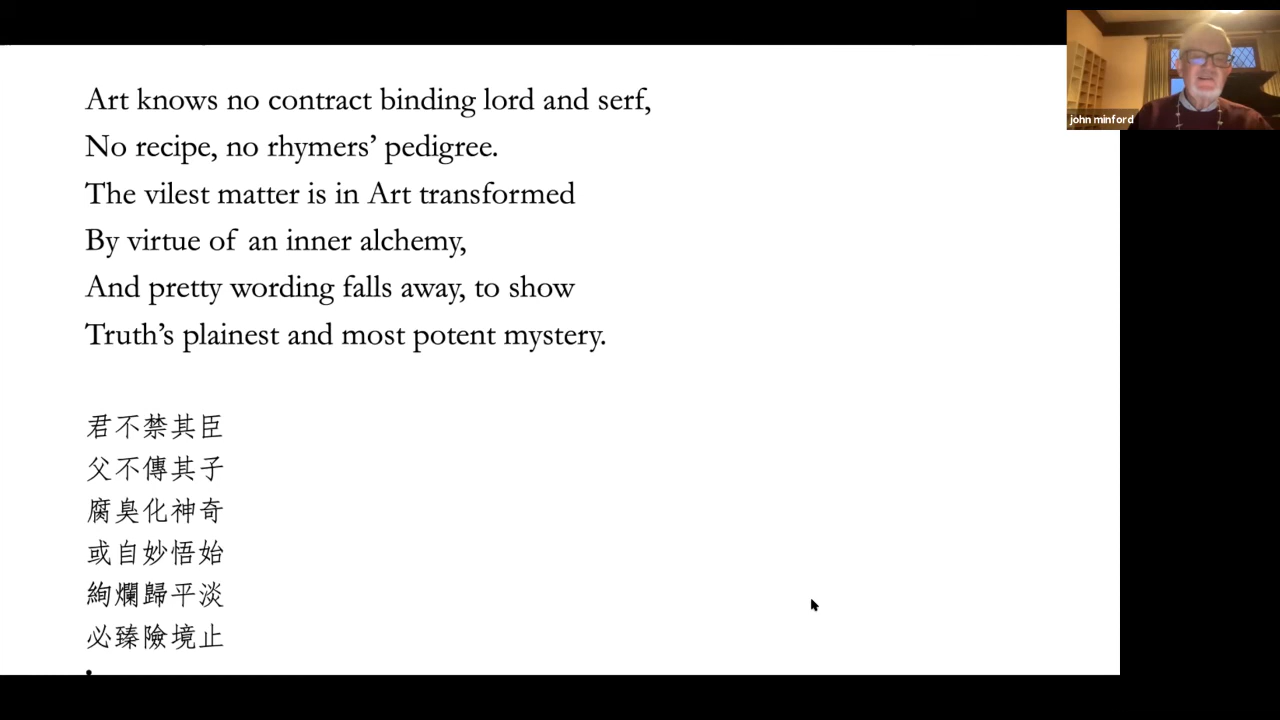 Art knows no contract binding lord and serf,
No recipe, no rhymers’ pedigree.
The vilest matter is in Art transformed
By virtue of an inner alchemy,
And pretty wording falls away, to show
Truth’s plainest and most potent mystery.
君不禁其臣
父不傳其子
腐臭化神奇
或自妙悟始
絢爛歸平淡
必臻險境止
john minford